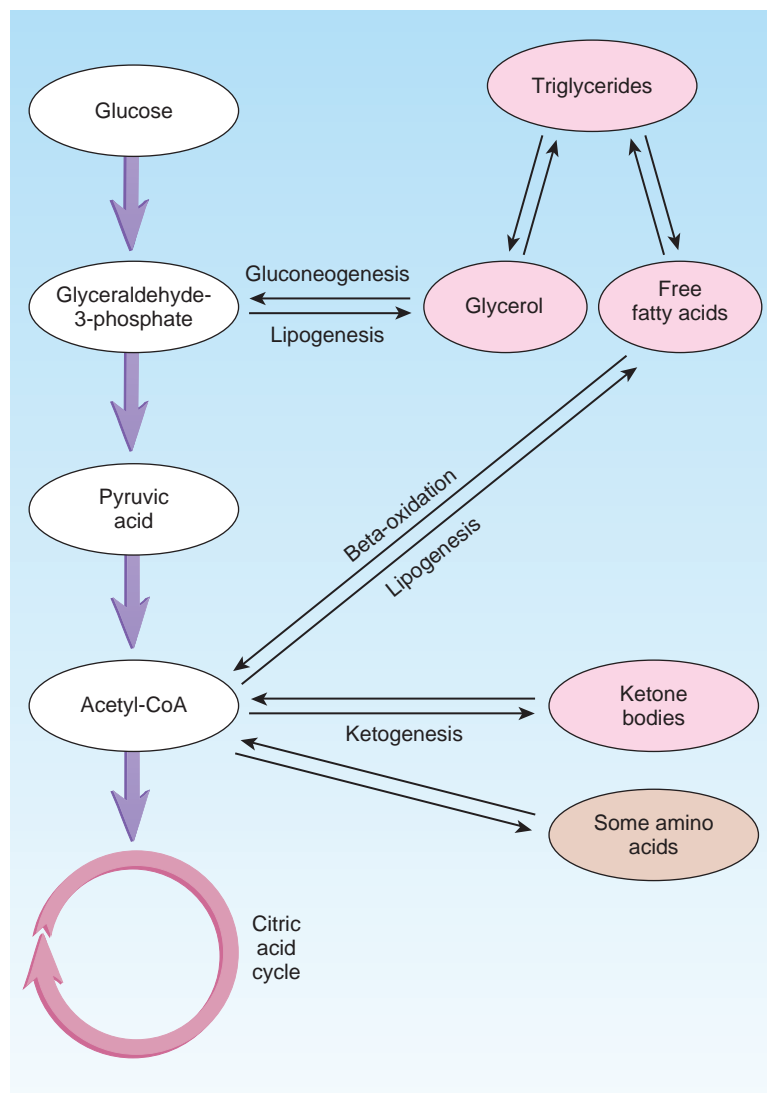 Triglycerides
Glucose
Gluconeogenesis
Glyceraldehyde-
3-phosphate
Glycerol
Free
fatty acids
Lipogenesis
Pyruvic
acid
Beta-oxidation
Lipogenesis
Acetyl-CoA
Ketone
bodies
Ketogenesis
Some amino
acids
Citric
acid
cycle